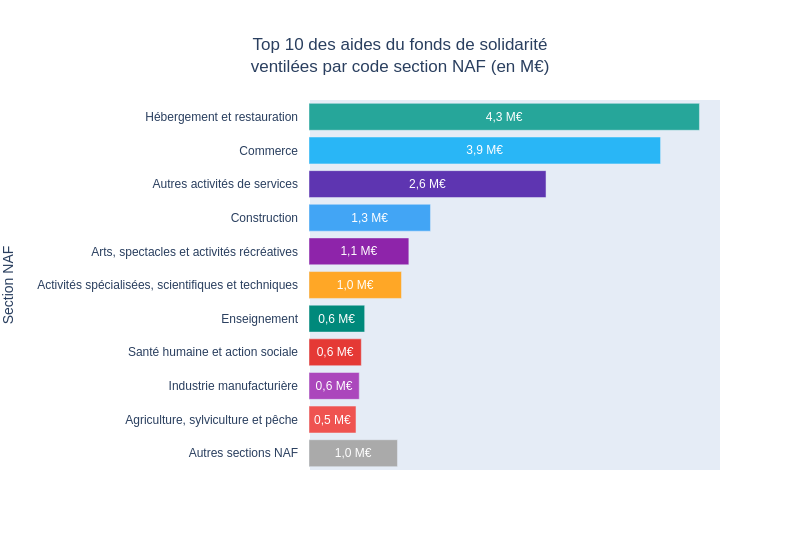 Top 10 des aides du fonds de solidarité
ventilées par code section NAF (en M€)
Section NAF
Hébergement et restauration 4,3 M€
Commerce 3,9 M€
Autres activités de services 2,6 M€
Construction 1,3 M€
Arts, spectacles et activités récréatives 1,1 M€
Activités spécialisées, scientifiques et techniques 1,0 M€
Enseignement 0,6 M€
Santé humaine et action sociale 0,6 M€
Industrie manufacturière 0,6 M€
Agriculture, sylviculture et pêche 0,5 M€
Autres sections NAF 1,0 M€